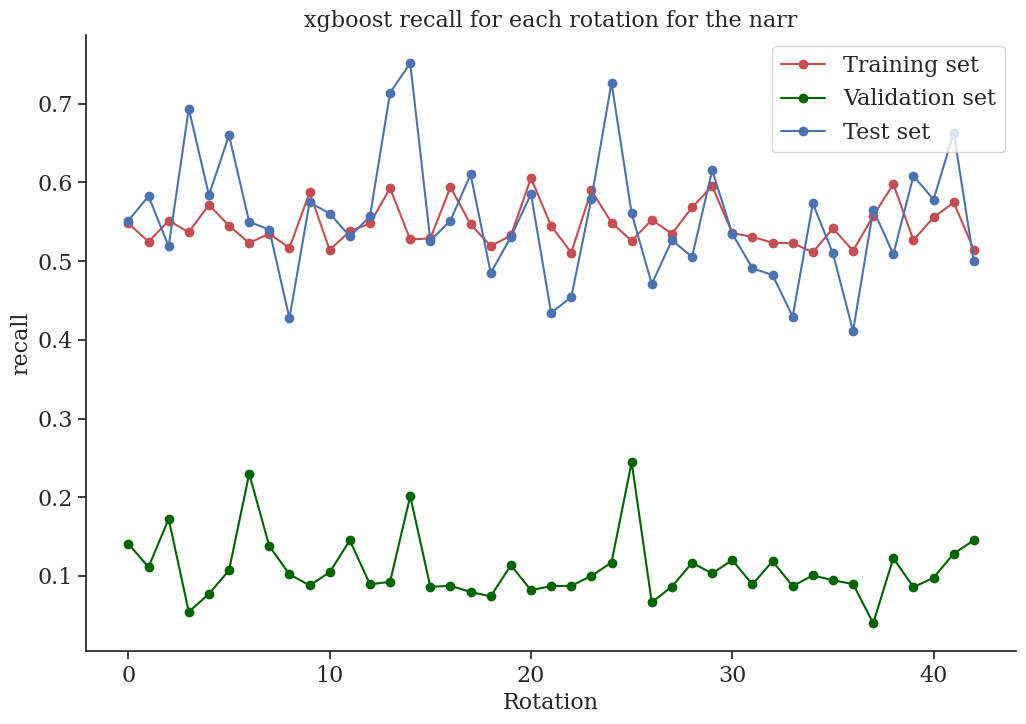 xgboost recall for each rotation for the narr
Training set
Validation set
Test set
0.7
0.6
0.5
0.4
0.3
0.2
0.1
recall
0 10 20 30 40
Rotation